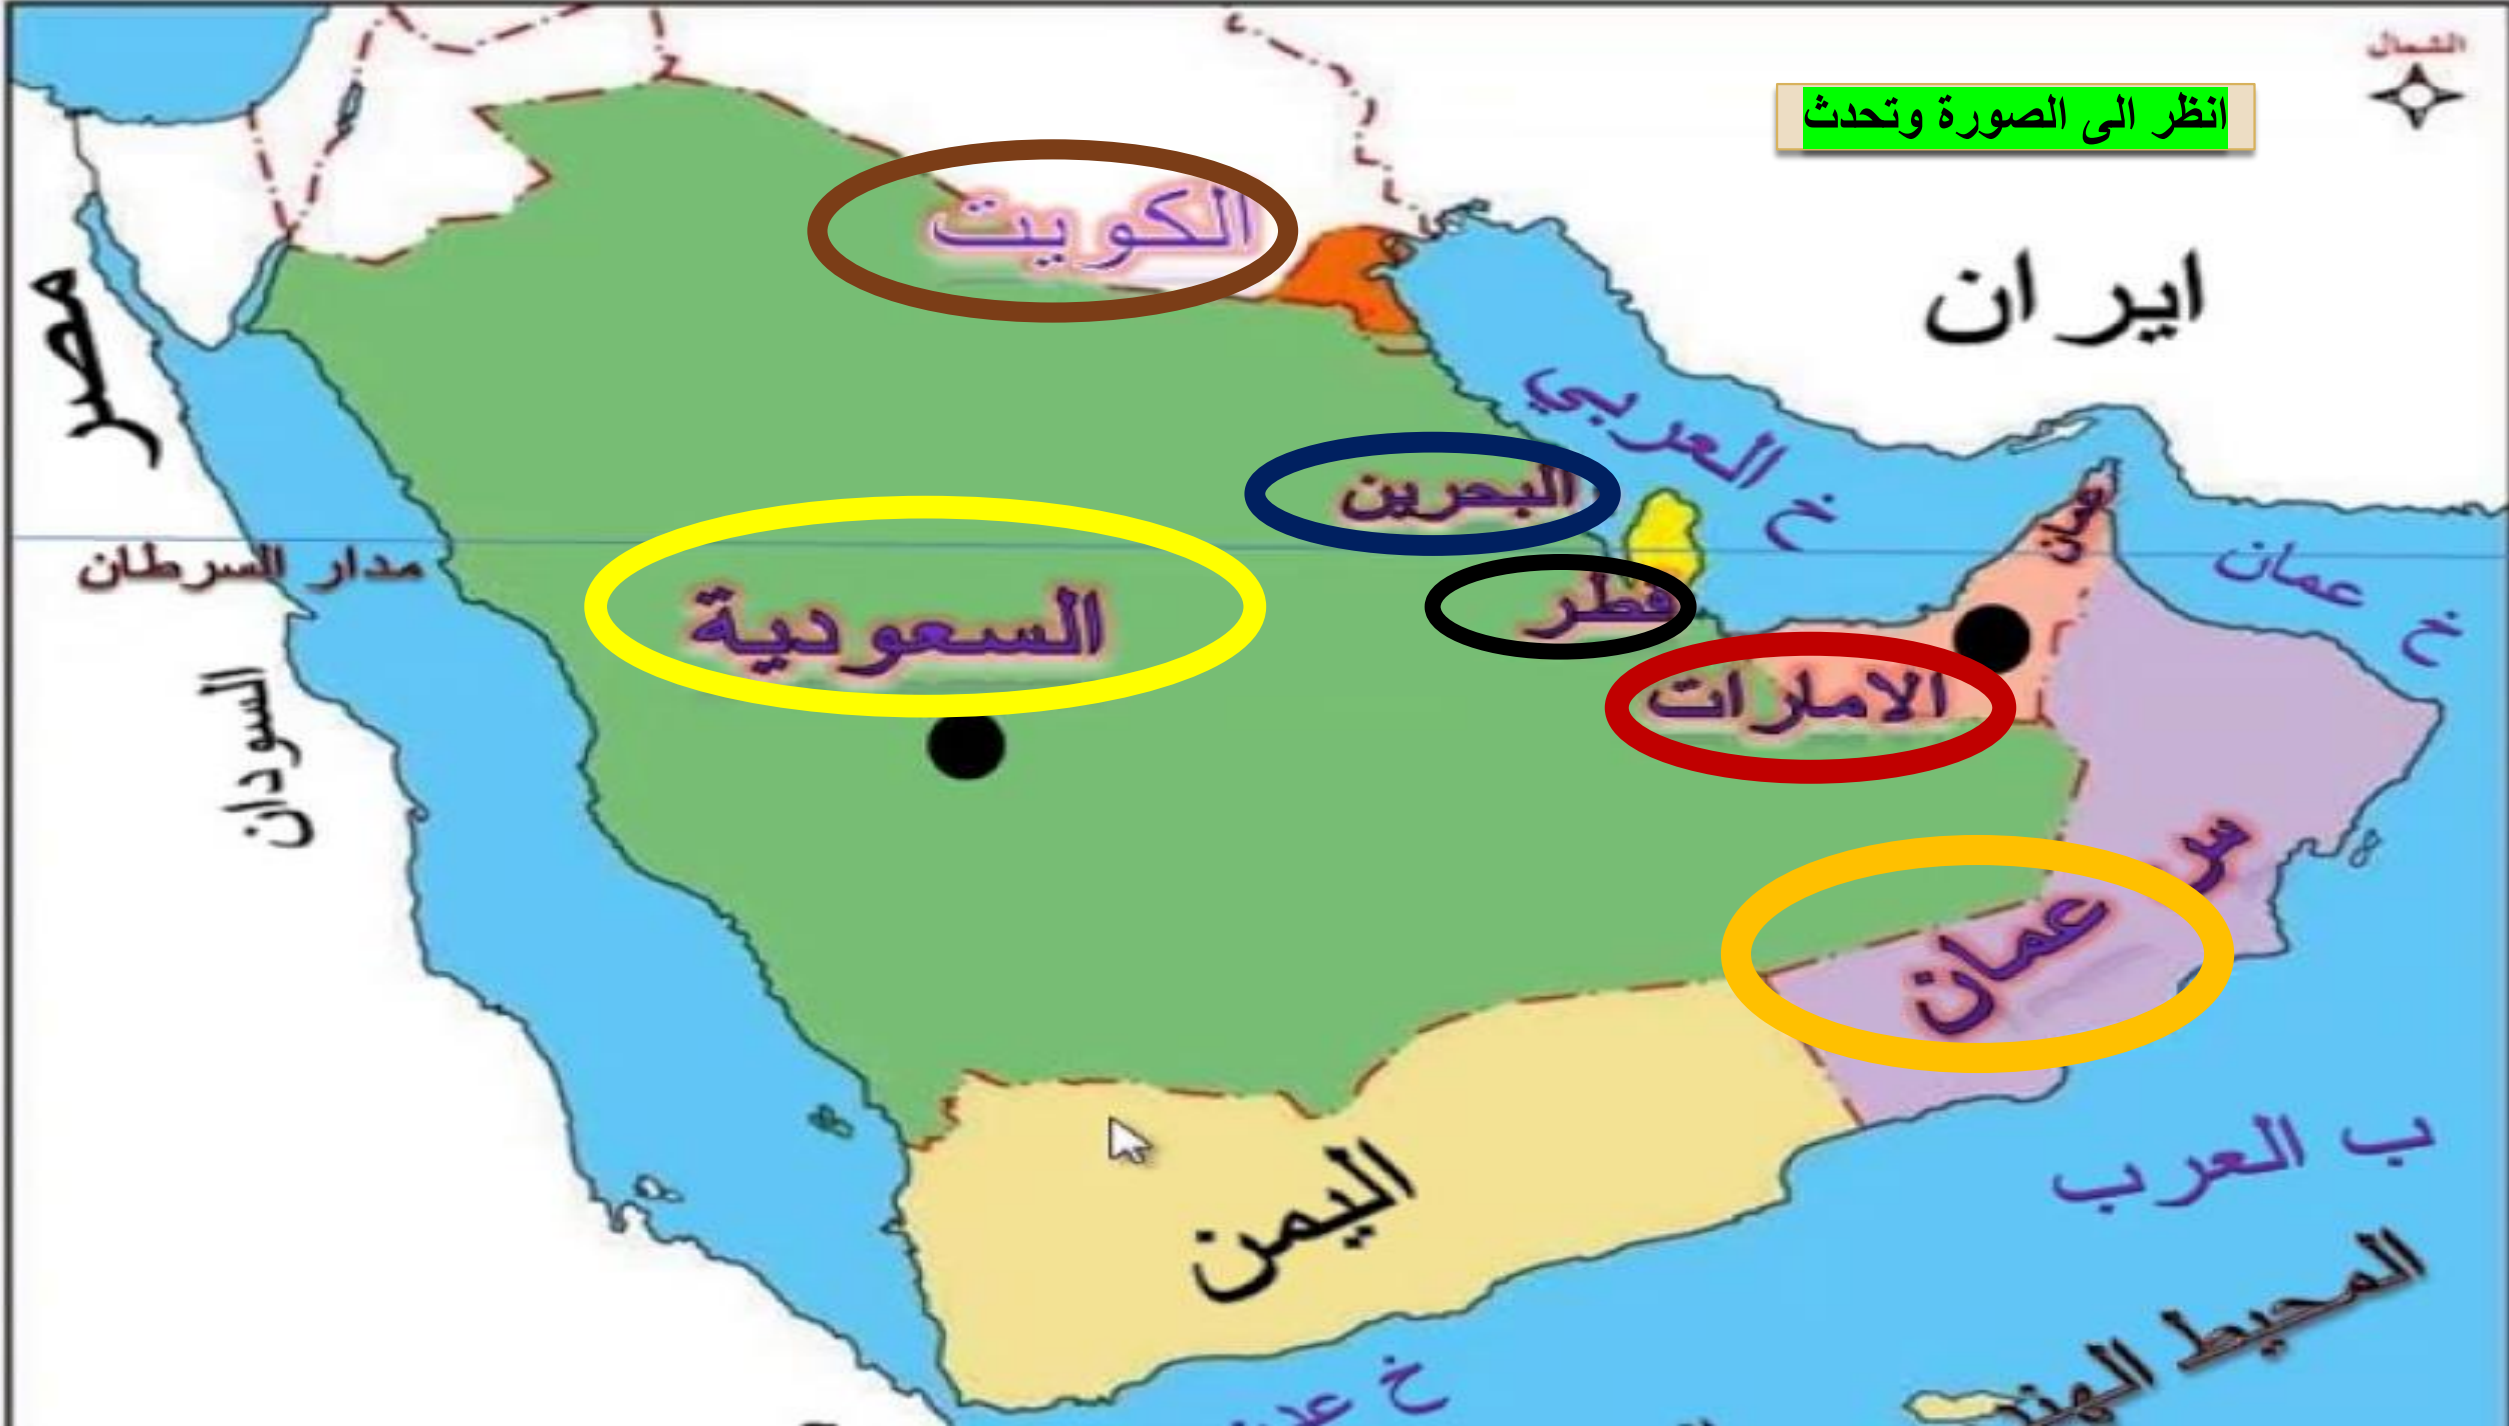 الشمال
انظر الى الصورة وتحدث
الكويت
ايران
مصر
خ العربي
البحرين
عمان
خ عمان
مدار السرطان
قطر
السعودية
الامارات
السودان
س عمان
ب العرب
اليمن
المحيط
خ